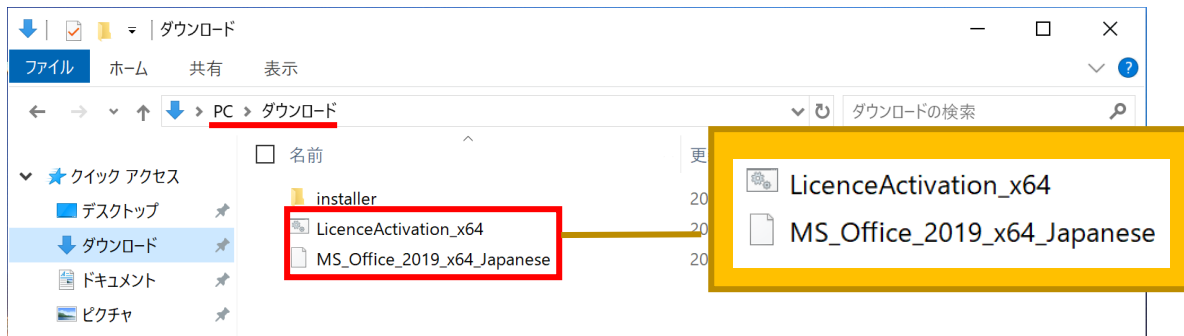 ダウンロード
ファイル ホーム 共有 表示
PC ダウンロード ダウンロードの検索
名前 更
クイック アクセス
installer 20
デスクトップ
LicenceActivation_x64 20
ダウンロード
MS_Office_2019_x64_Japanese 20
ドキュメント
ピクチャ
LicenceActivation_x64
MS_Office_2019_x64_Japanese